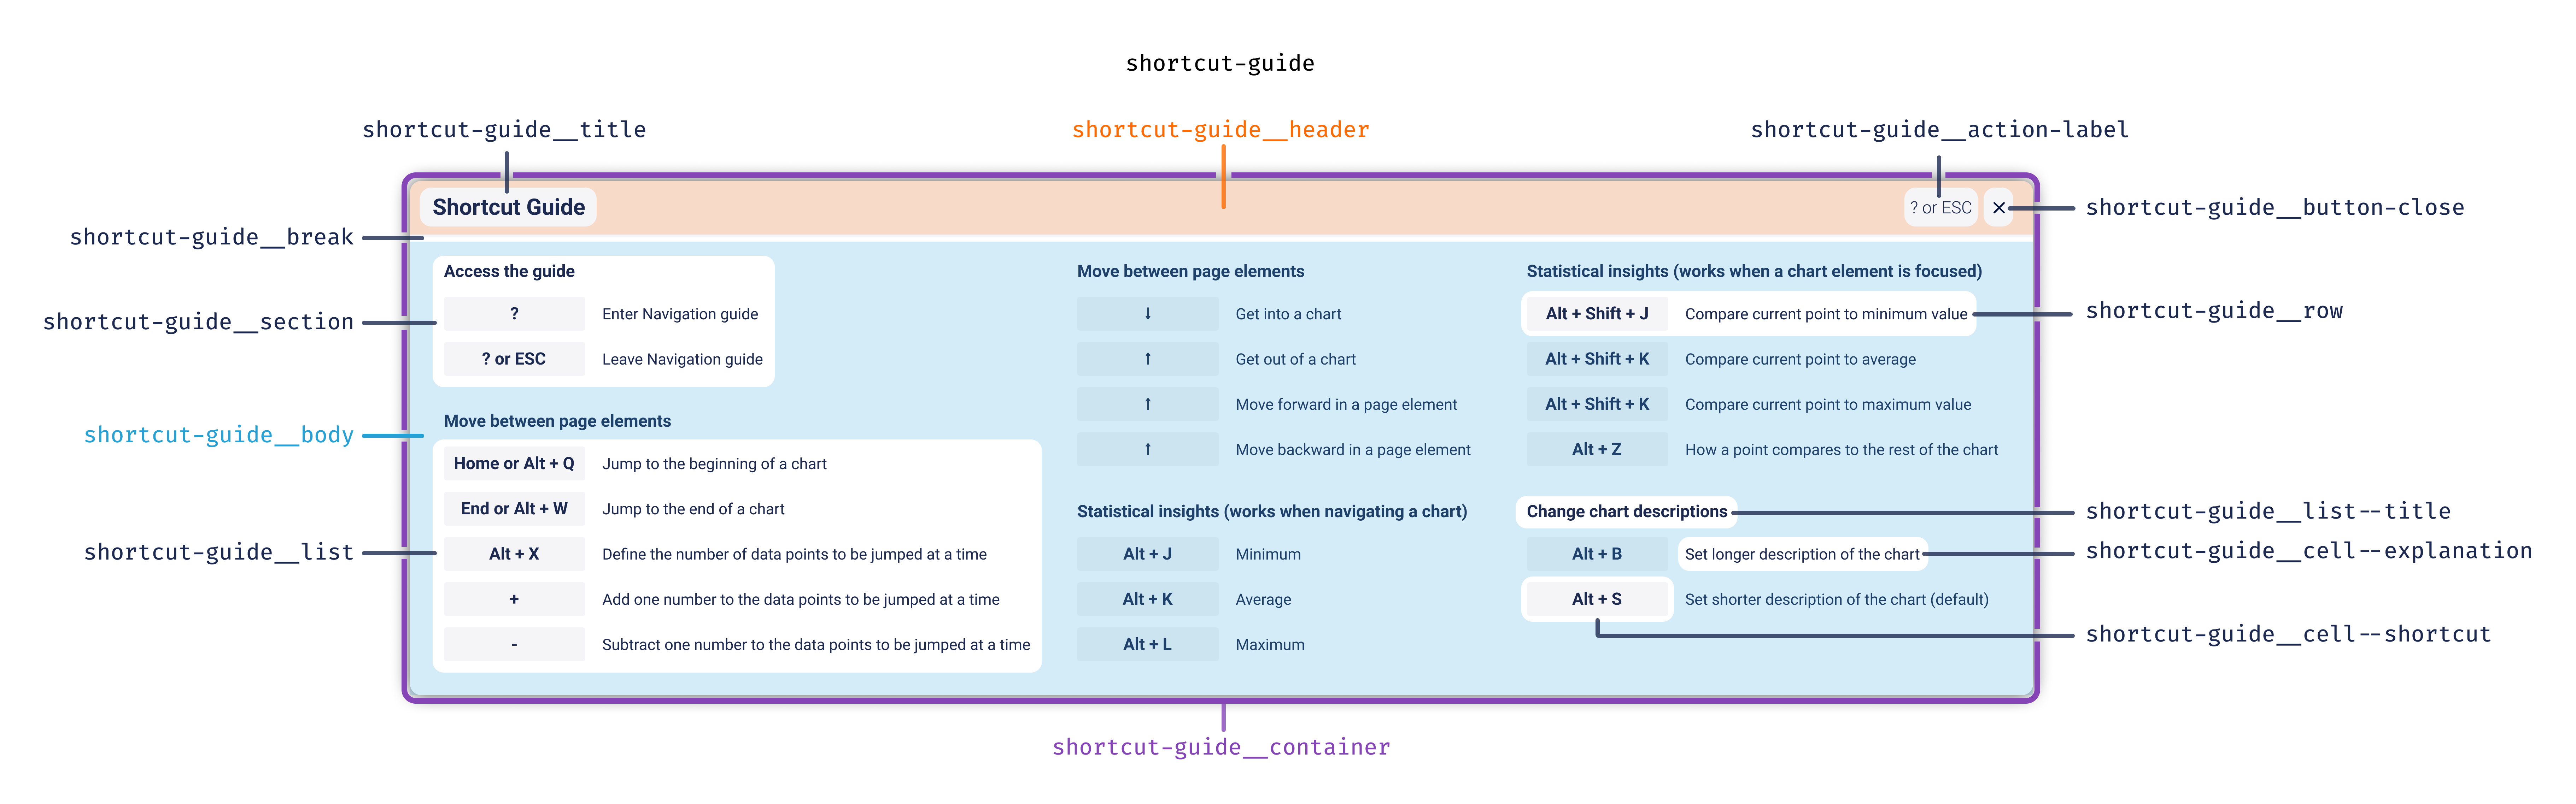 shortcut-guide
shortcut-guide__title
shortcut-guide__header
shortcut-guide__action-label
Shortcut Guide
? or ESC
×
shortcut-guide__button-close
shortcut-guide__break
shortcut-guide__section
shortcut-guide__body
shortcut-guide__list
Access the guide
? Enter Navigation guide
? or ESC Leave Navigation guide
Move between page elements
Home or Alt + Q Jump to the beginning of a chart
End or Alt + W Jump to the end of a chart
Alt + X Define the number of data points to be jumped at a time
+ Add one number to the data points to be jumped at a time
- Subtract one number to the data points to be jumped at a time
Move between page elements
↓ Get into a chart
↑ Get out of a chart
↑ Move forward in a page element
↑ Move backward in a page element
Statistical insights (works when navigating a chart)
Alt + J Minimum
Alt + K Average
Alt + L Maximum
Statistical insights (works when a chart element is focused)
Alt + Shift + J Compare current point to minimum value
Alt + Shift + K Compare current point to average
Alt + Shift + K Compare current point to maximum value
Alt + Z How a point compares to the rest of the chart
Change chart descriptions
Alt + B Set longer description of the chart
Alt + S Set shorter description of the chart (default)
shortcut-guide__row
shortcut-guide__list--title
shortcut-guide__cell--explanation
shortcut-guide__cell--shortcut
shortcut-guide__container